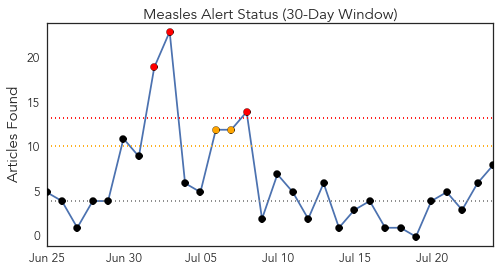 Measles Alert Status (30-Day Window)
Articles Found
20
15
10
5
0
Jun 25
Jun 30
Jul 05
Jul 10
Jul 15
Jul 20